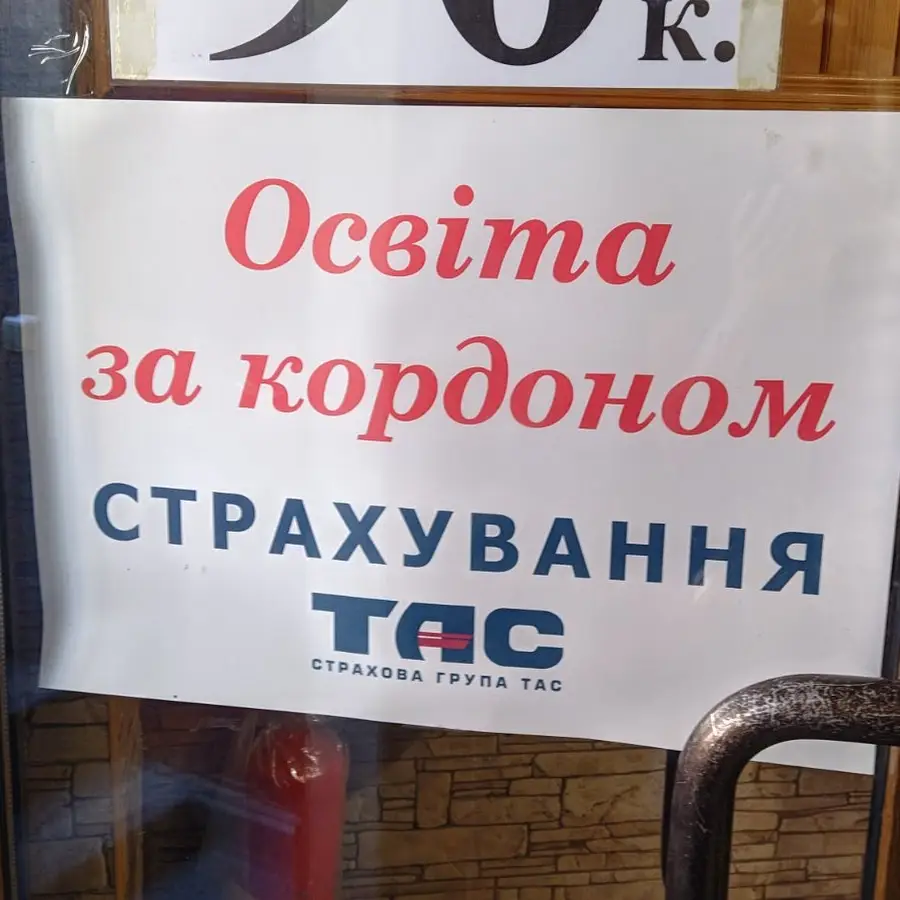 к.
Освіта
за кордоном
СТРАХУВАННЯ
ТАС
СТРАХОВА ГРУПА ТАС